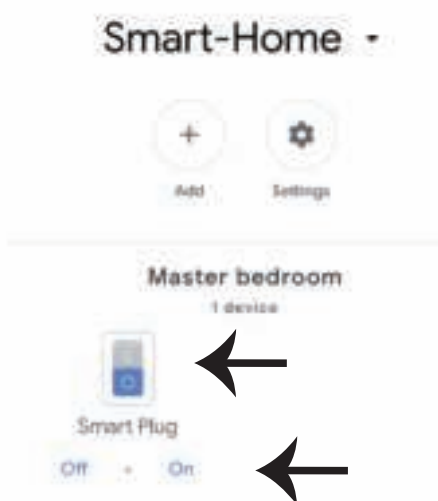 Smart-Home
Add Settings
Master bedroom
1 device
Smart Plug
Off • On